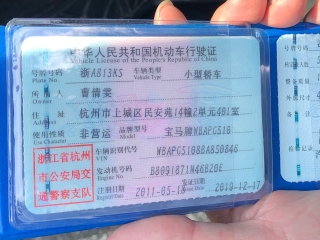 中华人民共和国机动车行驶证
Vehicle License of the People's Republic of China
号牌号码 浙A813KS 车辆类型 小型轿车
Plate No. Vehicle Type
所有人 曹倩雯
Owner
住址 杭州市上城区民安苑14幢2单元401室
Address
使用性质 非营运 品牌型号 宝马牌WBAPG510
Use Character Model
浙江省杭州
市公安局交
通警察支队
车辆识别代号 WBAPG5108BA850846
VIN
发动机号码 B8091871N46B20E
Engine No.
注册日期 2011-05-18 发证日期 2019-12-17
Register Date Issue Date